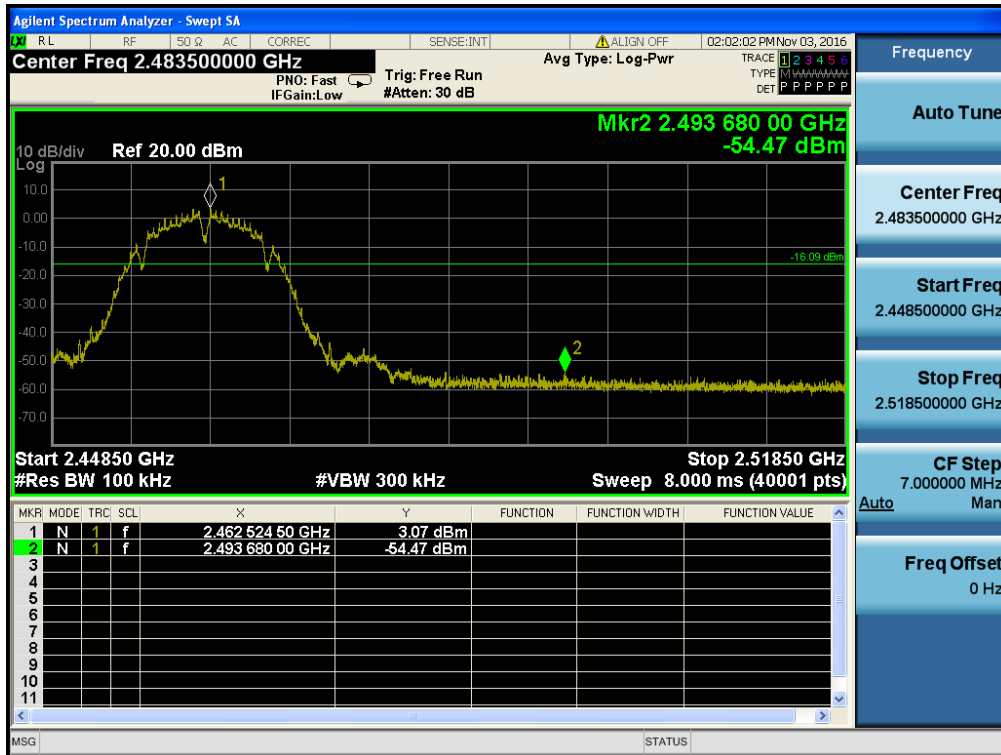 Agilent Spectrum Analyzer - Swept SA
LXI RL RF 50 Ω AC CORREC SENSE:INT ALIGN OFF 02:02:02 PM Nov 03, 2016
Center Freq 2.483500000 GHz
PNO: Fast
IFGain:Low
Trig: Free Run
#Atten: 30 dB
Avg Type: Log-Pwr
TRACE 1 2 3 4 5 6
TYPE M
DET P P P P P P
Mkr2 2.493 680 00 GHz
-54.47 dBm
10 dB/div Ref 20.00 dBm
Log
10.0
0.00
-10.0
-20.0
-30.0
-40.0
-50.0
-60.0
-70.0
1
-16.09 dBm
2
Start 2.44850 GHz Stop 2.51850 GHz
#Res BW 100 kHz #VBW 300 kHz Sweep 8.000 ms (40001 pts)
MKR MODE TRC SCL X Y FUNCTION FUNCTION WIDTH FUNCTION VALUE
1 N 1 f 2.462 524 50 GHz 3.07 dBm
2 N 1 f 2.493 680 00 GHz -54.47 dBm
3
4
5
6
7
8
9
10
11
MSG STATUS
Frequency
Auto Tune
Center Freq
2.483500000 GHz
Start Freq
2.448500000 GHz
Stop Freq
2.518500000 GHz
CF Step
7.000000 MHz
Auto Man
Freq Offset
0 Hz